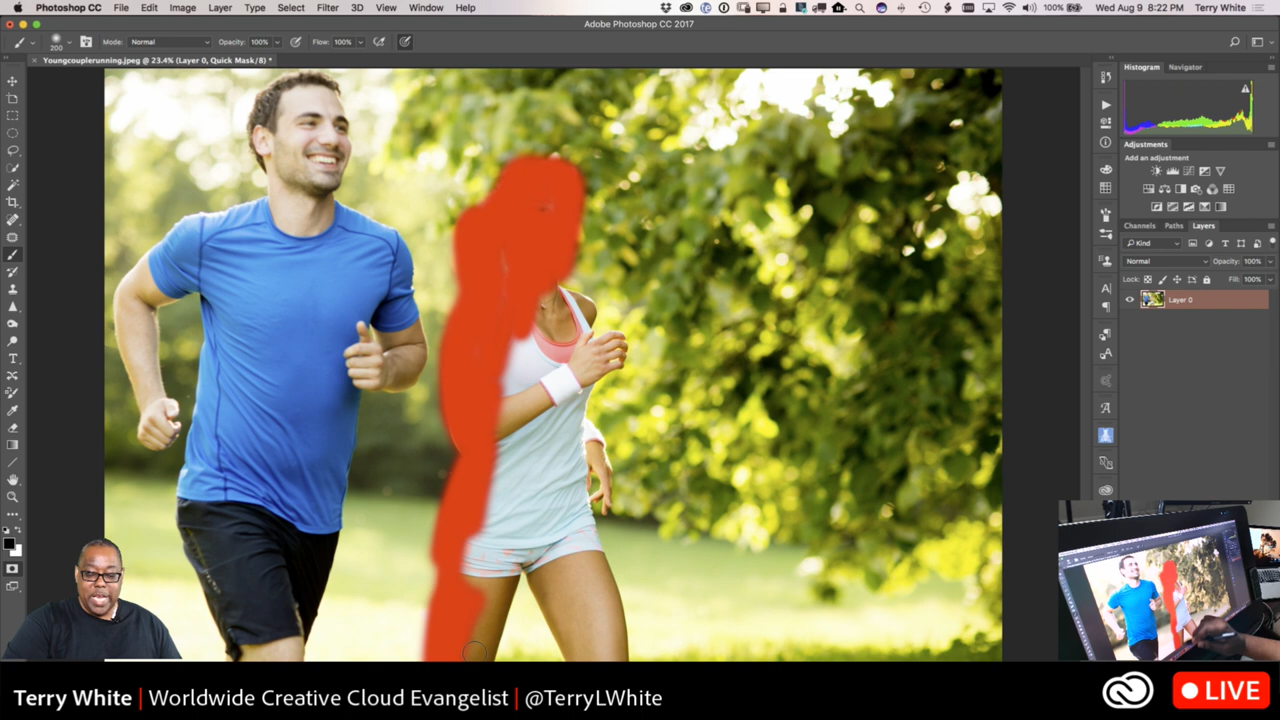 Photoshop CC File Edit Image Layer Type Select Filter 3D View Window Help 100% Wed Aug 9 8:22 PM Terry White
Adobe Photoshop CC 2017
200 Mode: Normal Opacity: 100% Flow: 100%
Youngcouplerunning.jpeg @ 23.4% (Layer 0, Quick Mask/8) *
Histogram Navigator
Adjustments
Add an adjustment
Channels Paths Layers
Kind
Normal Opacity: 100%
Lock: Fill: 100%
Layer 0
Terry White | Worldwide Creative Cloud Evangelist | @TerryLWhite
LIVE